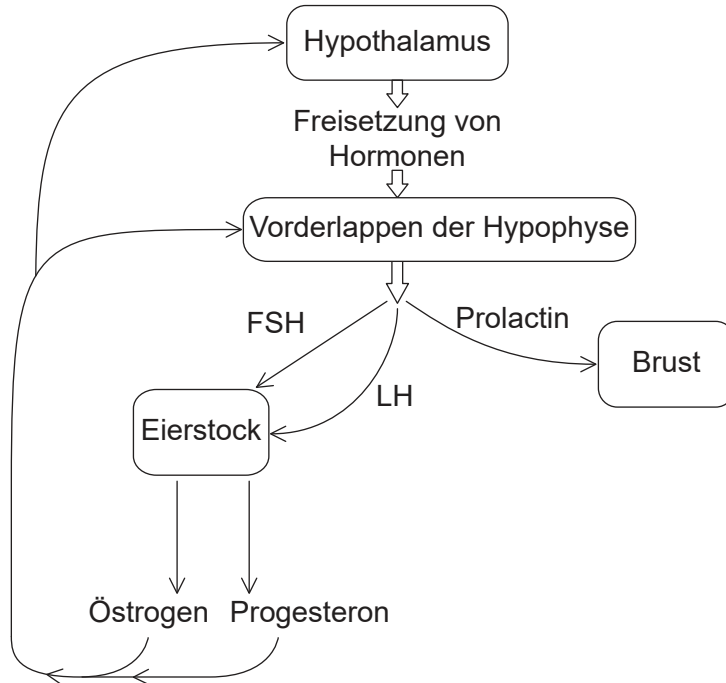 Hypothalamus
Freisetzung von
Hormonen
Vorderlappen der Hypophyse
FSH
Prolactin
Brust
LH
Eierstock
Östrogen
Progesteron